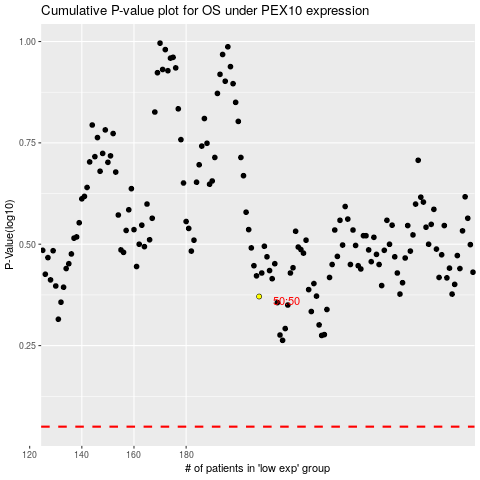 Cumulative P-value plot for OS under PEX10 expression
P-Value(log10)
1.00
0.75
0.50
0.25
50:50
120 140 160 180
# of patients in 'low exp' group